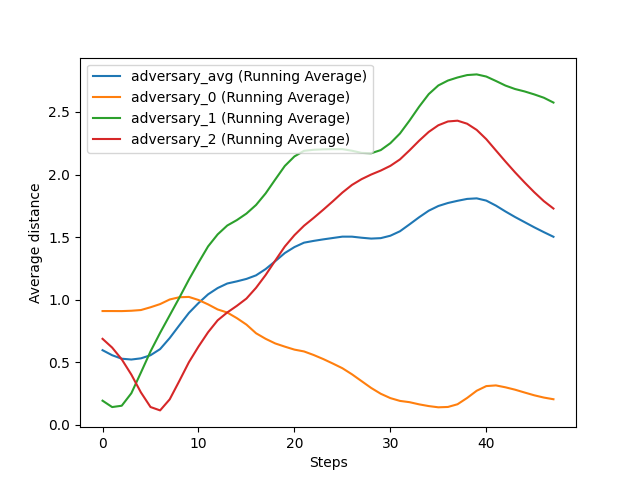 adversary_avg (Running Average)
adversary_0 (Running Average)
adversary_1 (Running Average)
adversary_2 (Running Average)
2.5
2.0
1.5
1.0
0.5
0.0
Average distance
0 10 20 30 40
Steps